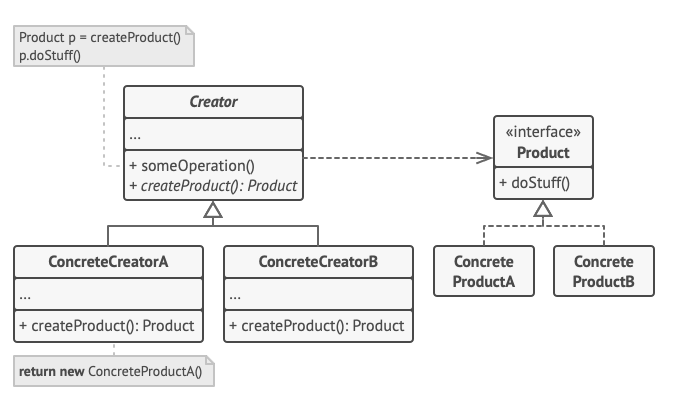 Product p = createProduct()
p.doStuff()
Creator
...
+ someOperation()
+ createProduct(): Product
«interface»
Product
+ doStuff()
ConcreteCreatorA
...
+ createProduct(): Product
ConcreteCreatorB
...
+ createProduct(): Product
Concrete
ProductA
Concrete
ProductB
return new ConcreteProductA()